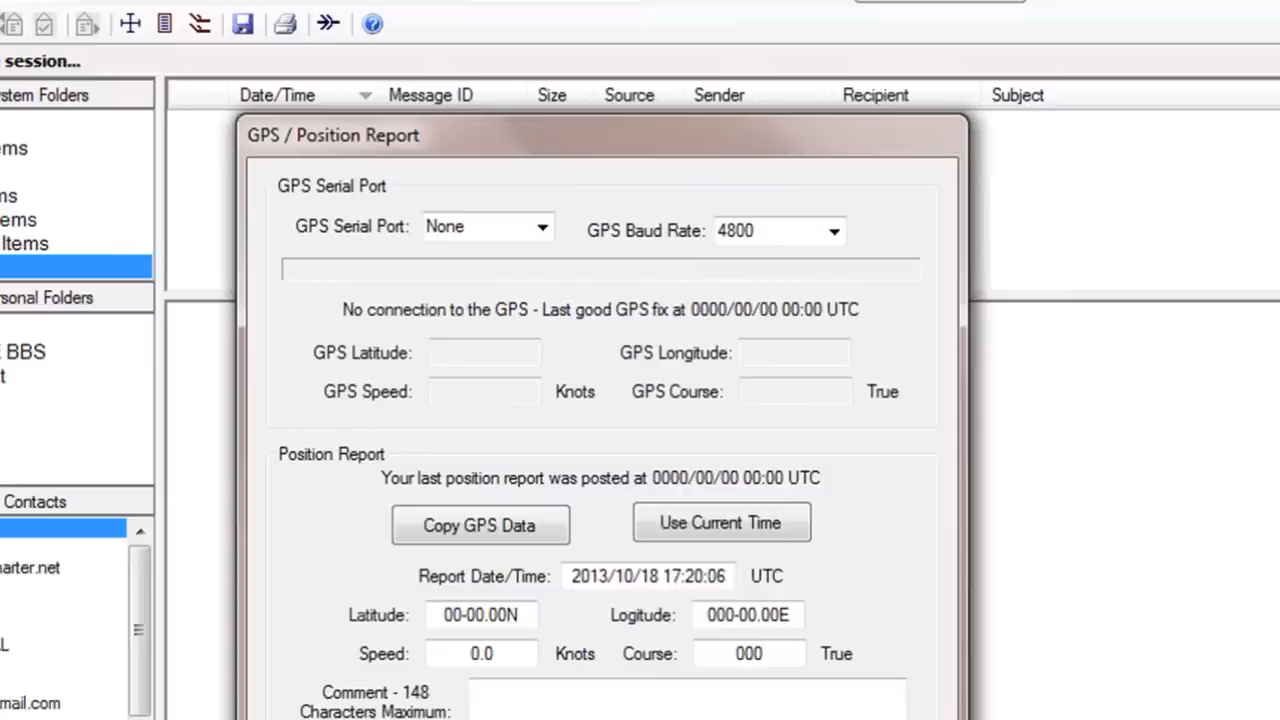 session...
ystem Folders
Date/Time Message ID Size Source Sender Recipient Subject
ems
ms
ems
Items
rsonal Folders
E BBS
t
Contacts
arter.net
L
mail.com
GPS / Position Report
GPS Serial Port
GPS Serial Port: None GPS Baud Rate: 4800
No connection to the GPS - Last good GPS fix at 0000/00/00 00:00 UTC
GPS Latitude: GPS Longitude:
GPS Speed: Knots GPS Course: True
Position Report
Your last position report was posted at 0000/00/00 00:00 UTC
Copy GPS Data Use Current Time
Report Date/Time: 2013/10/18 17:20:06 UTC
Latitude: 00-00.00N Logitude: 000-00.00E
Speed: 0.0 Knots Course: 000 True
Comment - 148
Characters Maximum: